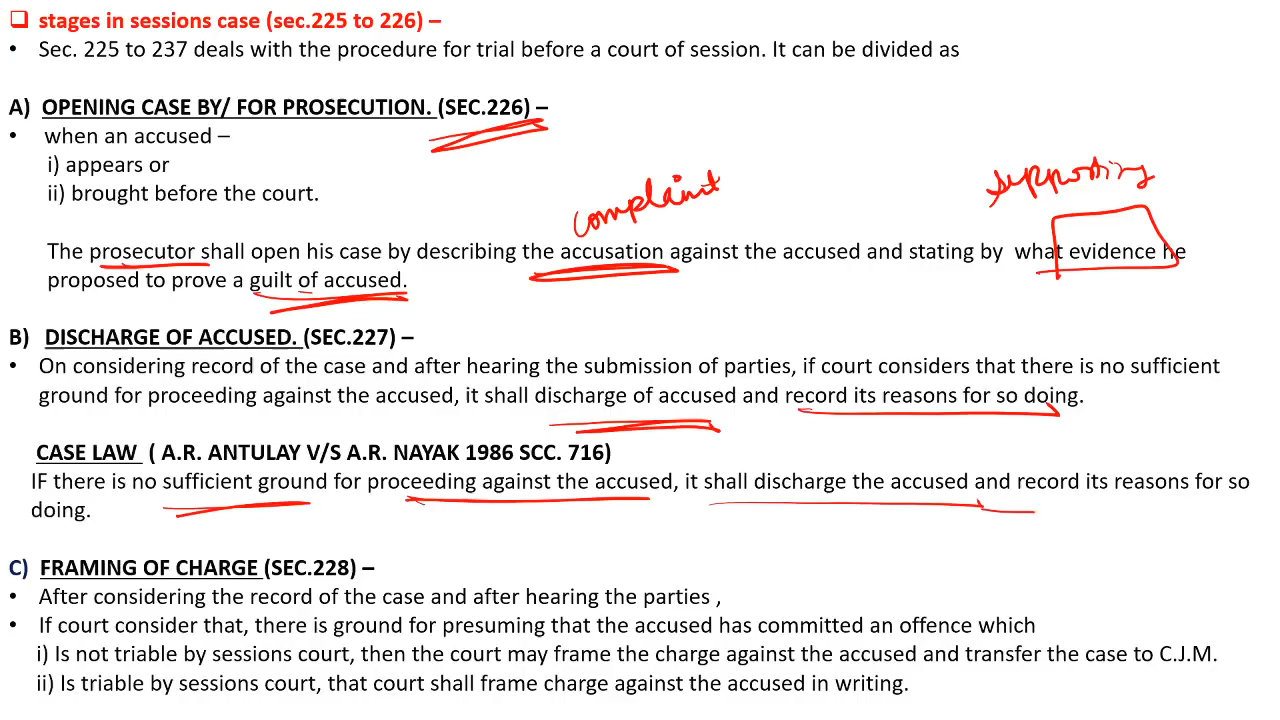 ❑ stages in sessions case (sec.225 to 226) –
• Sec. 225 to 237 deals with the procedure for trial before a court of session. It can be divided as
A) OPENING CASE BY/ FOR PROSECUTION. (SEC.226) –
• when an accused –
i) appears or
ii) brought before the court.
complaint
supporting
The prosecutor shall open his case by describing the accusation against the accused and stating by what evidence he
proposed to prove a guilt of accused.
B) DISCHARGE OF ACCUSED. (SEC.227) –
• On considering record of the case and after hearing the submission of parties, if court considers that there is no sufficient
ground for proceeding against the accused, it shall discharge of accused and record its reasons for so doing.
CASE LAW ( A.R. ANTULAY V/S A.R. NAYAK 1986 SCC. 716)
IF there is no sufficient ground for proceeding against the accused, it shall discharge the accused and record its reasons for so
doing.
C) FRAMING OF CHARGE (SEC.228) –
• After considering the record of the case and after hearing the parties ,
• If court consider that, there is ground for presuming that the accused has committed an offence which
i) Is not triable by sessions court, then the court may frame the charge against the accused and transfer the case to C.J.M.
ii) Is triable by sessions court, that court shall frame charge against the accused in writing.